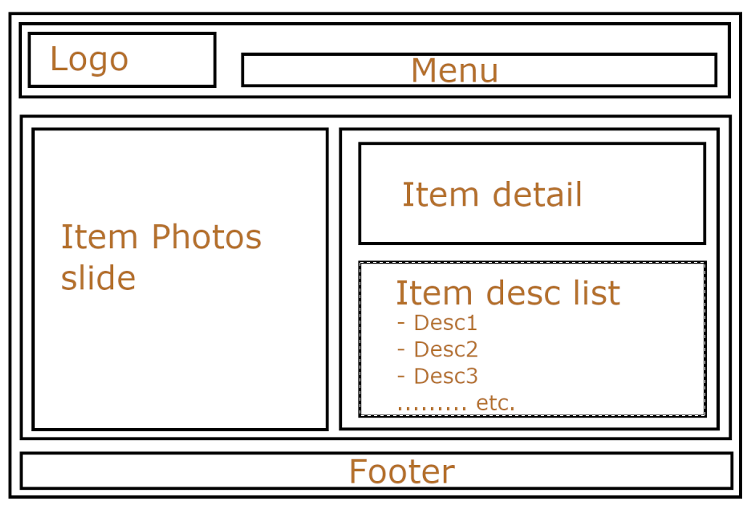 Logo
Menu
Item Photos
slide
Item detail
Item desc list
- Desc1
- Desc2
- Desc3
......... etc.
Footer